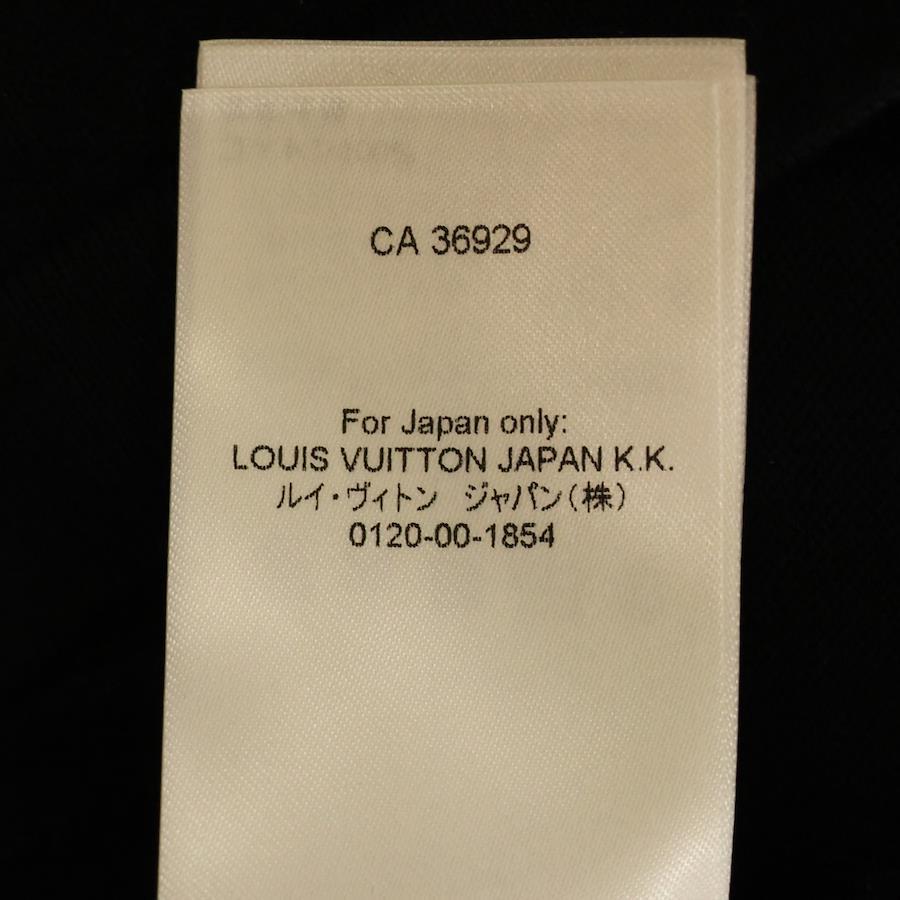 CA 36929
For Japan only:
LOUIS VUITTON JAPAN K.K.
ルイ・ヴィトン　ジャパン(株)
0120-00-1854